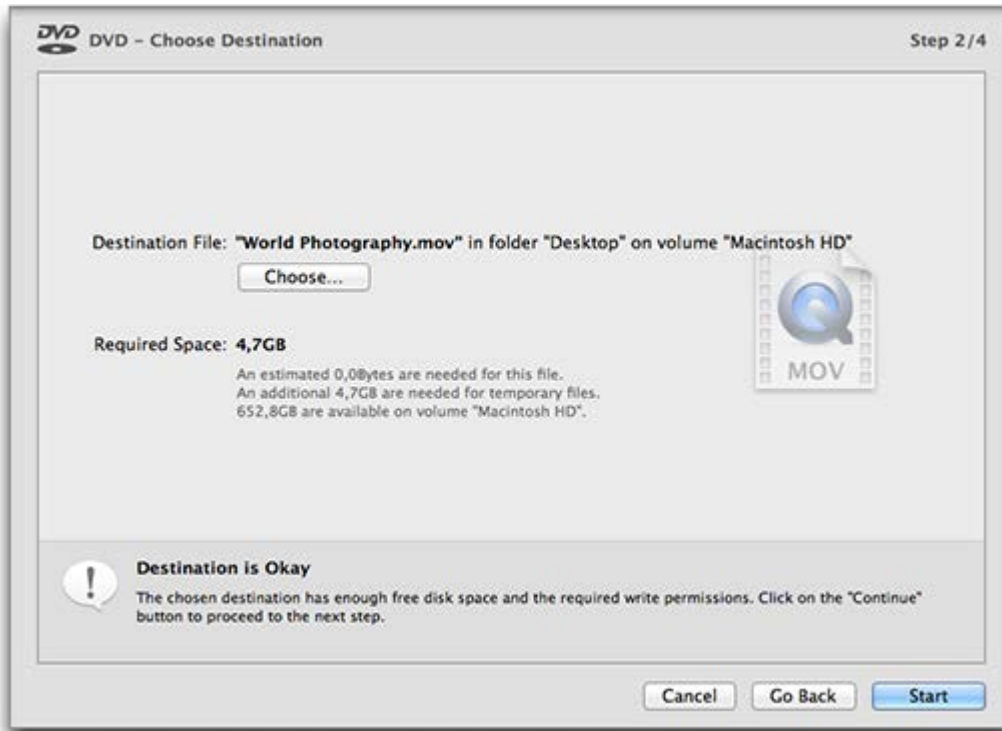 DVD DVD – Choose Destination
Step 2/4
Destination File: "World Photography.mov" in folder "Desktop" on volume "Macintosh HD"
Choose...
MOV
Required Space: 4,7GB
An estimated 0,0Bytes are needed for this file.
An additional 4,7GB are needed for temporary files.
652,8GB are available on volume "Macintosh HD".
Destination is Okay
The chosen destination has enough free disk space and the required write permissions. Click on the "Continue"
button to proceed to the next step.
Cancel Go Back Start